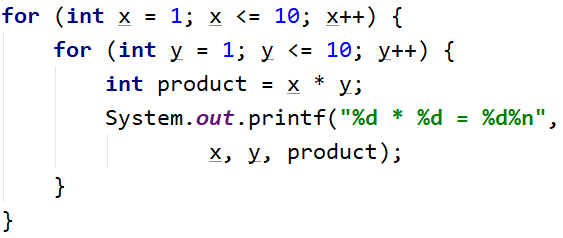 for (int x = 1; x <= 10; x++) {
    for (int y = 1; y <= 10; y++) {
        int product = x * y;
        System.out.printf("%d * %d = %d%n",
                x, y, product);
    }
}